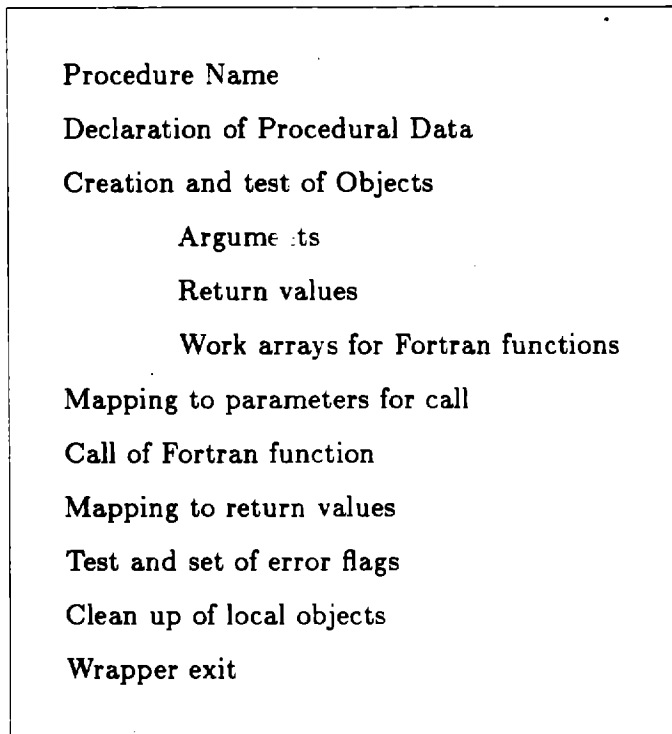 Procedure Name
Declaration of Procedural Data
Creation and test of Objects
Arguments
Return values
Work arrays for Fortran functions
Mapping to parameters for call
Call of Fortran function
Mapping to return values
Test and set of error flags
Clean up of local objects
Wrapper exit